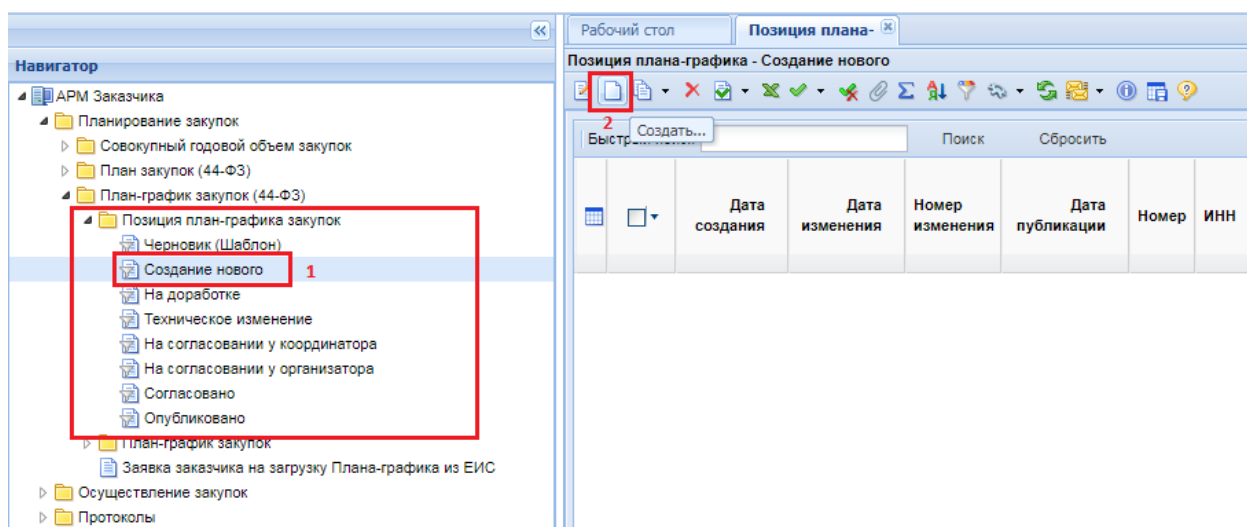 Навигатор
АРМ Заказчика
Планирование закупок
Совокупный годовой объем закупок
План закупок (44-ФЗ)
План-график закупок (44-ФЗ)
Позиция план-графика закупок
Черновик (Шаблон)
Создание нового 1
На доработке
Техническое изменение
На согласовании у координатора
На согласовании у организатора
Согласовано
Опубликовано
План-график закупок
Заявка заказчика на загрузку Плана-графика из ЕИС
Осуществление закупок
Протоколы
Рабочий стол Позиция плана-
Позиция плана-графика - Создание нового
2 Создать...
Поиск Сбросить
Дата создания Дата изменения Номер изменения Дата публикации Номер ИНН